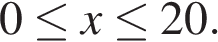 0 ≤ x ≤ 20.